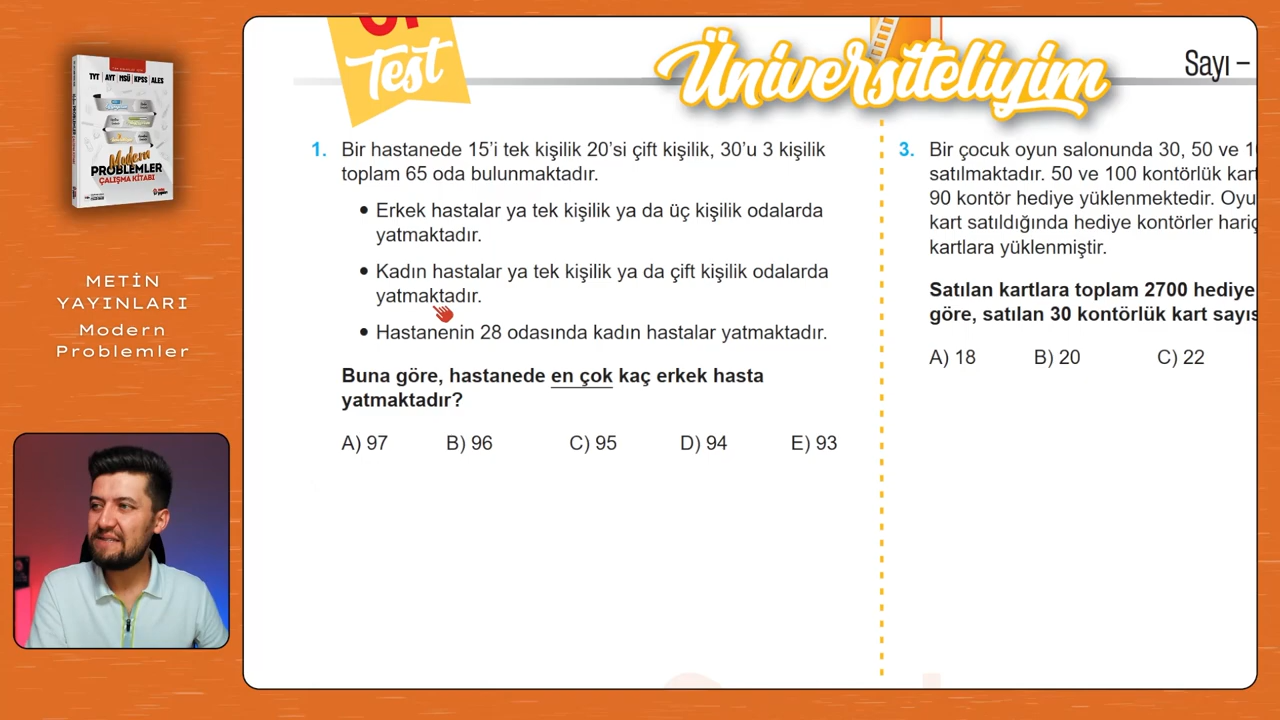 TYT AYT MSÜ KPSS ALES
Modern
PROBLEMLER
ÇALIŞMA KİTABI
METİN
YAYINLARI
Modern
Problemler
Test
Üniversiteliyim
Sayı –
1. Bir hastanede 15'i tek kişilik 20'si çift kişilik, 30'u 3 kişilik
toplam 65 oda bulunmaktadır.
• Erkek hastalar ya tek kişilik ya da üç kişilik odalarda
yatmaktadır.
• Kadın hastalar ya tek kişilik ya da çift kişilik odalarda
yatmaktadır.
• Hastanenin 28 odasında kadın hastalar yatmaktadır.
Buna göre, hastanede en çok kaç erkek hasta
yatmaktadır?
A) 97 B) 96 C) 95 D) 94 E) 93
3. Bir çocuk oyun salonunda 30, 50 ve
satılmaktadır. 50 ve 100 kontörlük
90 kontör hediye yüklenmektedir.
kart satıldığında hediye kontörler
kartlara yüklenmiştir.
Satılan kartlara toplam 2700 hediye
göre, satılan 30 kontörlük kart
A) 18 B) 20 C) 22